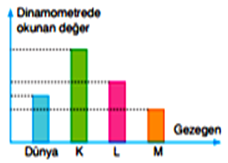 Dinamometrede
okunan değer
Gezegen
Dünya K L M